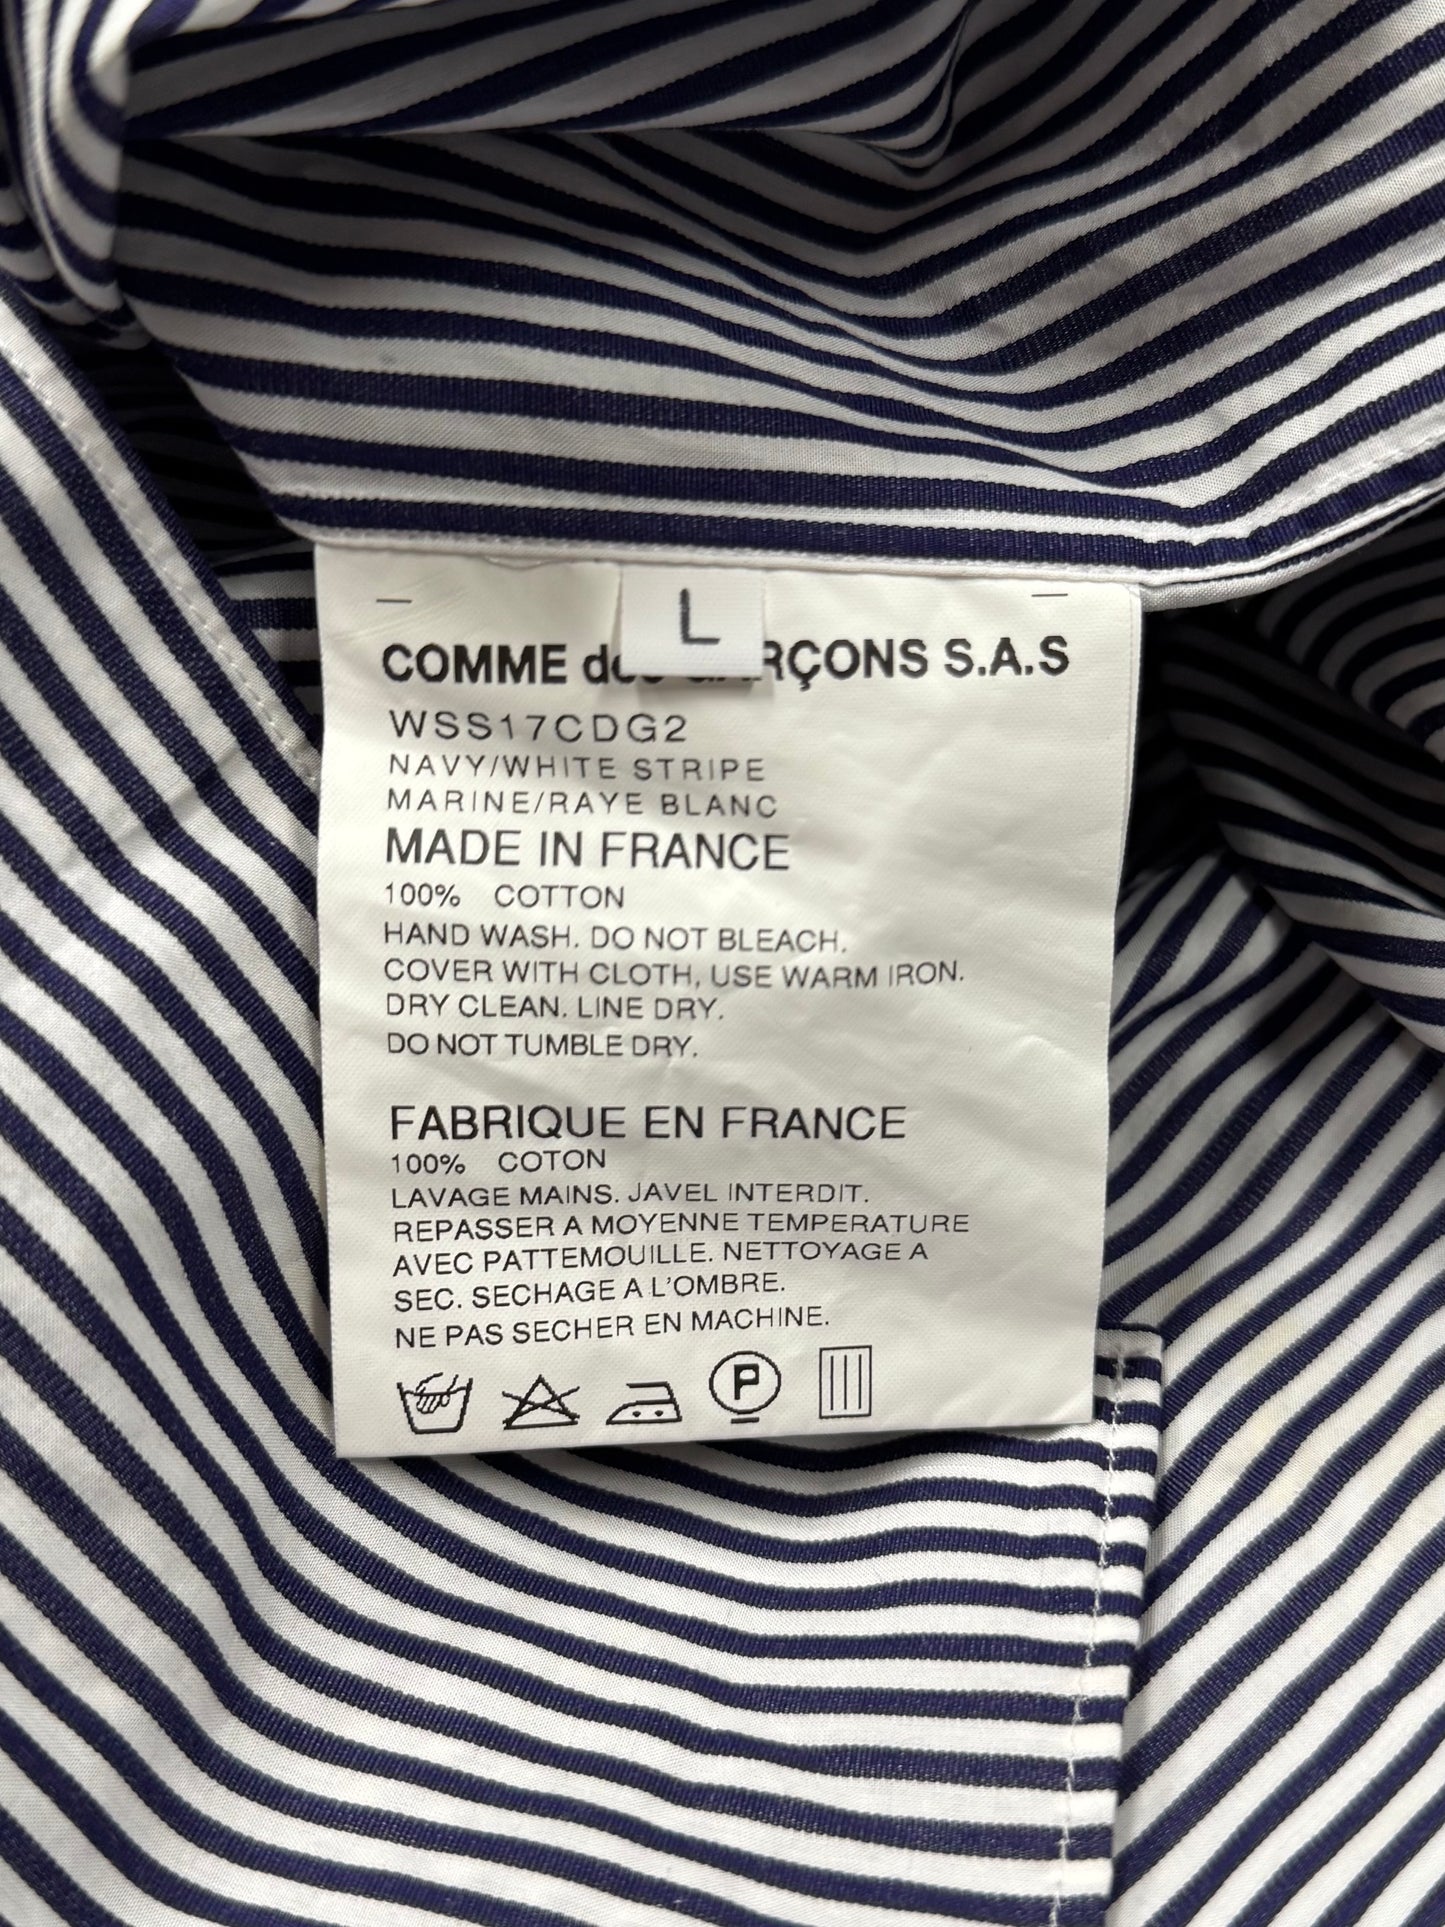 L
COMME des GARÇONS S.A.S
WSS17CDG2
NAVY/WHITE STRIPE
MARINE/RAYE BLANC
MADE IN FRANCE
100% COTTON
HAND WASH. DO NOT BLEACH.
COVER WITH CLOTH, USE WARM IRON.
DRY CLEAN. LINE DRY.
DO NOT TUMBLE DRY.
FABRIQUE EN FRANCE
100% COTON
LAVAGE MAINS. JAVEL INTERDIT.
REPASSER A MOYENNE TEMPERATURE
AVEC PATTEMOUILLE. NETTOYAGE A
SEC. SECHAGE A L'OMBRE.
NE PAS SECHER EN MACHINE.
P